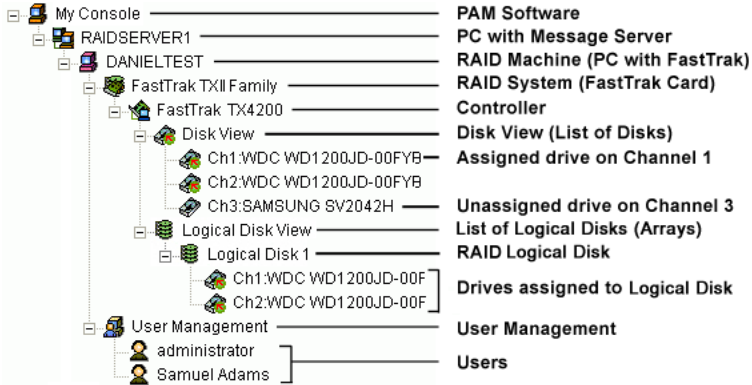 My Console PAM Software
RAIDSERVER1 PC with Message Server
DANIELTEST RAID Machine (PC with FastTrak)
FastTrak TXII Family RAID System (FastTrak Card)
FastTrak TX4200 Controller
Disk View Disk View (List of Disks)
Ch1:WDC WD1200JD-00FYB Assigned drive on Channel 1
Ch2:WDC WD1200JD-00FYB
Ch3:SAMSUNG SV2042H Unassigned drive on Channel 3
Logical Disk View List of Logical Disks (Arrays)
Logical Disk 1 RAID Logical Disk
Ch1:WDC WD1200JD-00F
Drives assigned to Logical Disk
Ch2:WDC WD1200JD-00F
User Management User Management
administrator
Users
Samuel Adams